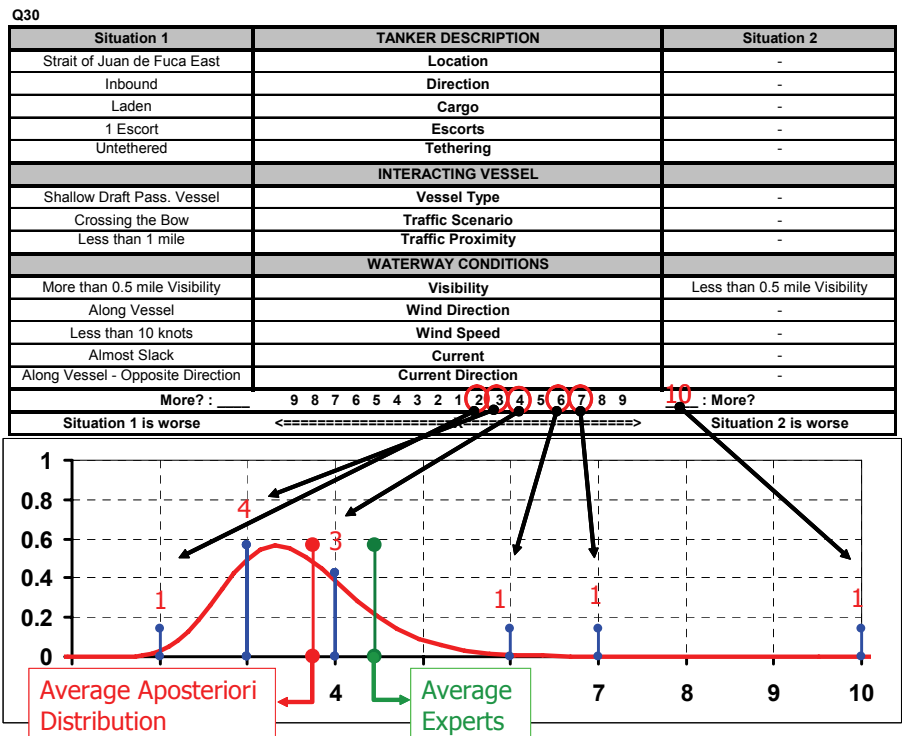 Q30
Situation 1 TANKER DESCRIPTION Situation 2
Strait of Juan de Fuca East Location -
Inbound Direction -
Laden Cargo -
1 Escort Escorts -
Untethered Tethering -
INTERACTING VESSEL
Shallow Draft Pass. Vessel Vessel Type -
Crossing the Bow Traffic Scenario -
Less than 1 mile Traffic Proximity -
WATERWAY CONDITIONS
More than 0.5 mile Visibility Visibility Less than 0.5 mile Visibility
Along Vessel Wind Direction -
Less than 10 knots Wind Speed -
Almost Slack Current -
Along Vessel - Opposite Direction Current Direction -
More? : ____ 9 8 7 6 5 4 3 2 1 2 3 4 5 6 7 8 9 10 : More?
Situation 1 is worse <====================================> Situation 2 is worse
1
0.8
0.6
0.4
0.2
0
1 4 3 1 1 1
4 7 8 9 10
Average Aposteriori
Distribution
Average
Experts